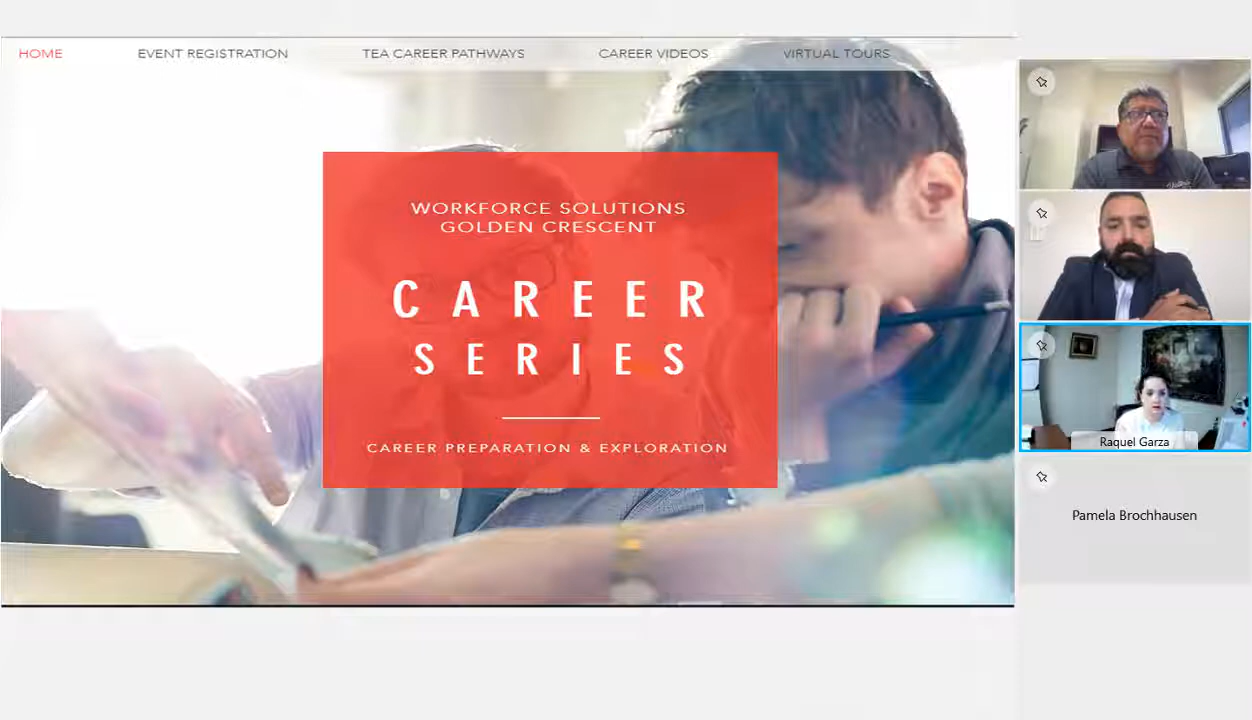 HOME EVENT REGISTRATION TEA CAREER PATHWAYS CAREER VIDEOS VIRTUAL TOURS
WORKFORCE SOLUTIONS
GOLDEN CRESCENT
CAREER
SERIES
CAREER PREPARATION & EXPLORATION
Raquel Garza
Pamela Brochhausen